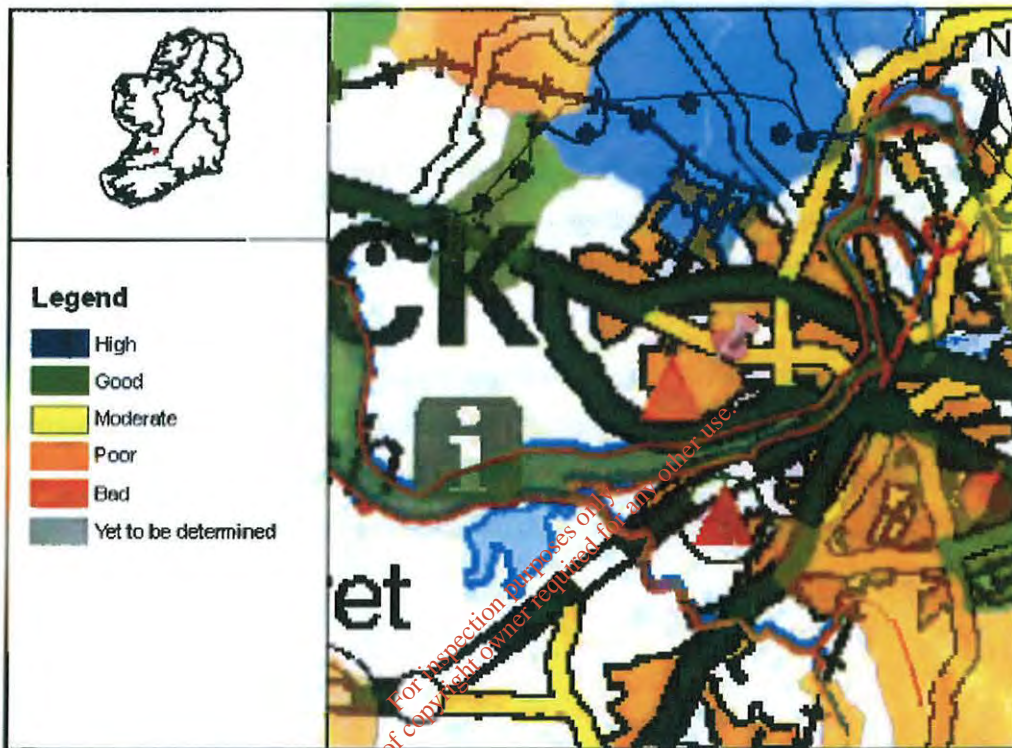 Legend
High
Good
Moderate
Poor
Bad
Yet to be determined
N
CK
i
et
For inspection purposes only
of copyright owner required for any other use.